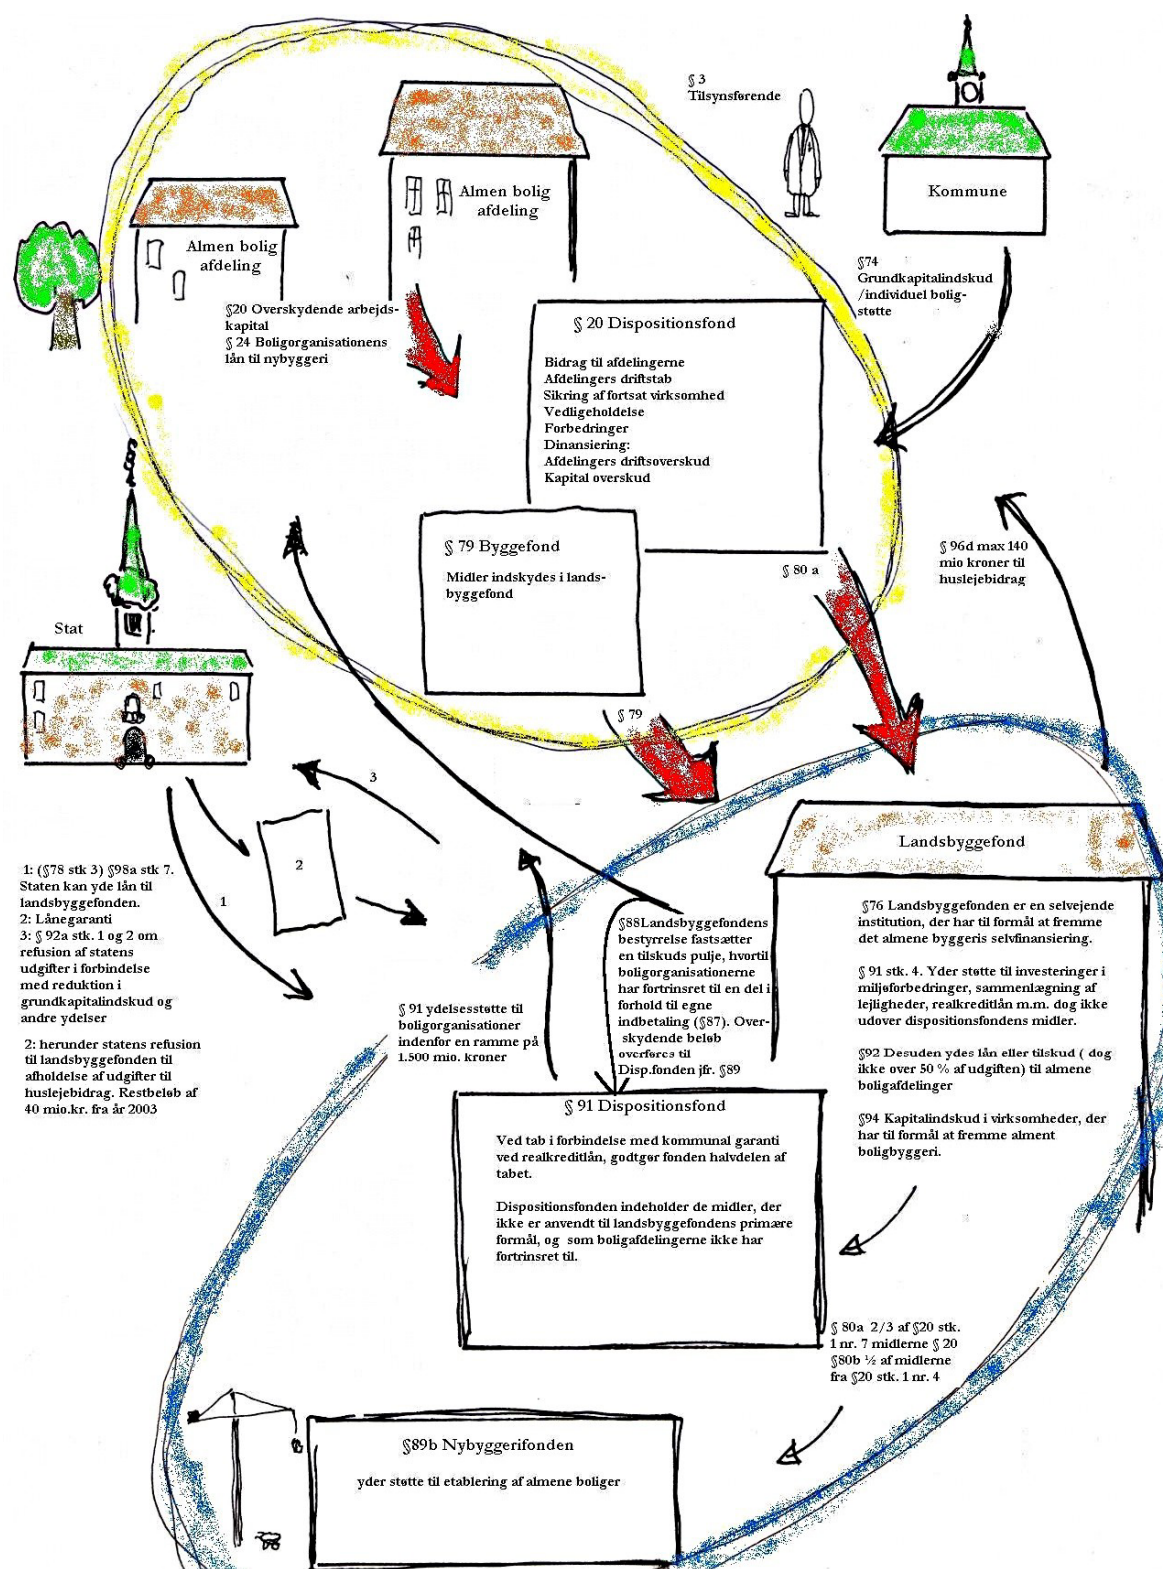 § 3
Tilsynsførende
Kommune
Almen bolig
afdeling
Almen bolig
afdeling
§74
Grundkapitalindskud
/individuel bolig-
støtte
§20 Overskydende arbejds-
kapital
§ 24 Boligorganisationens
lån til nybyggeri
§ 20 Dispositionsfond
Bidrag til afdelingerne
Afdelingers driftstab
Sikring af fortsat virksomhed
Vedligeholdelse
Forbedringer
Dinansiering:
Afdelingers driftsoverskud
Kapital overskud
§ 79 Byggefond
Midler indskydes i lands-
byggefond
§ 80 a
§ 96d max 140
mio kroner til
huslejebidrag
Stat
§ 79
3
2
1
1: (§78 stk 3) §98a stk 7.
Staten kan yde lån til
landsbyggefonden.
2: Lånegaranti
3: § 92a stk. 1 og 2 om
refusion af statens
udgifter i forbindelse
med reduktion i
grundkapitalindskud og
andre ydelser
2: herunder statens refusion
til landsbyggefonden til
afholdelse af udgifter til
huslejebidrag. Restbeløb af
40 mio.kr. fra år 2003
Landsbyggefond
§76 Landsbyggefonden er en selvejende
institution, der har til formål at fremme
det almene byggeris selvfinansiering.
§ 91 stk. 4. Yder støtte til investeringer i
miljøforbedringer, sammenlægning af
lejligheder, realkreditlån m.m. dog ikke
udover dispositionsfondens midler.
§92 Desuden ydes lån eller tilskud ( dog
ikke over 50 % af udgiften) til almene
boligafdelinger
§94 Kapitalindskud i virksomheder, der
har til formål at fremme alment
boligbyggeri.
§88Landsbyggefondens
bestyrelse fastsætter
en tilskuds pulje, hvortil
boligorganisationerne
har fortrinsret til en del i
forhold til egne
indbetaling (§87). Over-
skydende beløb
overføres til
Disp.fonden jfr. §89
§ 91 ydelsesstøtte til
boligorganisationer
indenfor en ramme på
1.500 mio. kroner
§ 91 Dispositionsfond
Ved tab i forbindelse med kommunal garanti
ved realkreditlån, godtgør fonden halvdelen af
tabet.
Dispositionsfonden indeholder de midler, der
ikke er anvendt til landsbyggefondens primære
formål, og som boligafdelingerne ikke har
fortrinsret til.
§ 80a 2/3 af §20 stk.
1 nr. 7 midlerne § 20
§80b ½ af midlerne
fra §20 stk. 1 nr. 4
§89b Nybyggerifonden
yder støtte til etablering af almene boliger